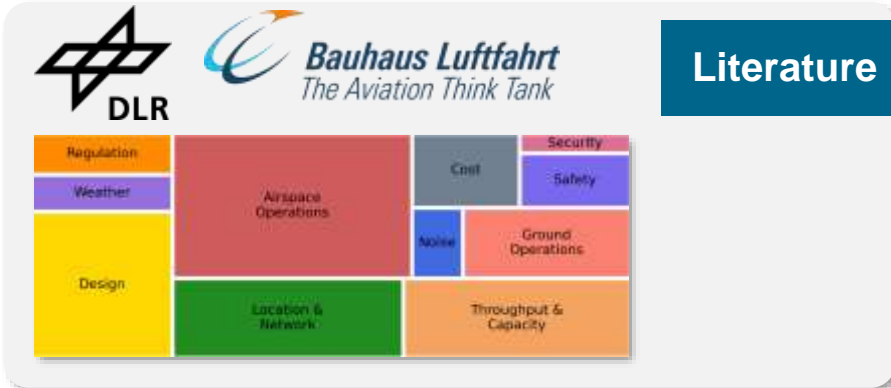 DLR
Bauhaus Luftfahrt
The Aviation Think Tank
Literature
Regulation
Weather
Design
Airspace
Operations
Location &
Network
Cost
Noise
Security
Safety
Ground
Operations
Throughput &
Capacity